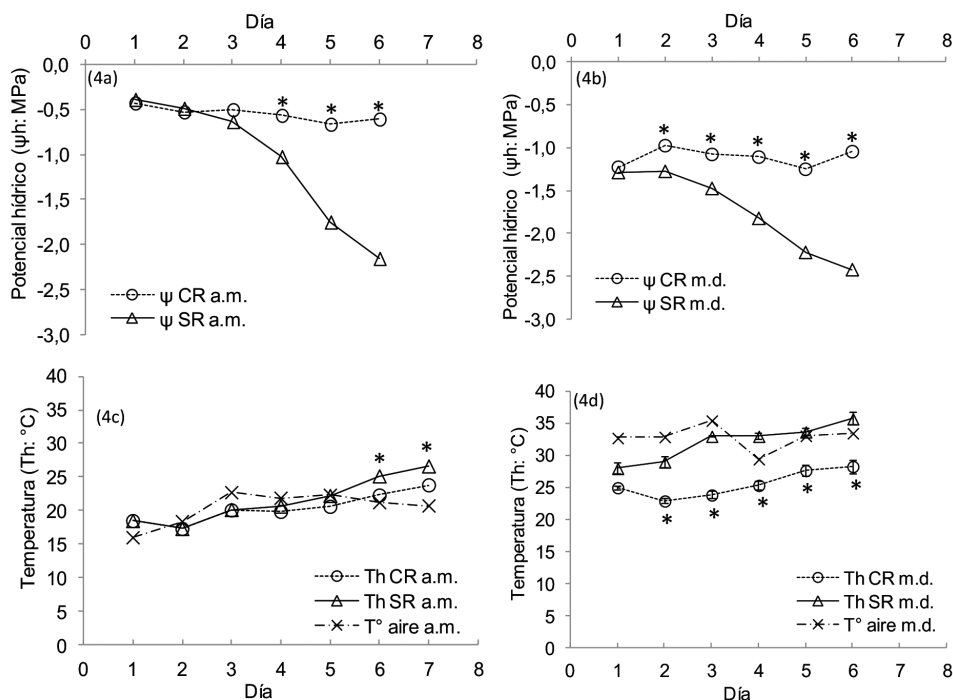 Día
0 1 2 3 4 5 6 7 8
(4a)
0,0
-0,5
-1,0
-1,5
-2,0
-2,5
-3,0
Potencial hídrico (ψh: MPa)
* * *
ψ CR a.m.
ψ SR a.m.
Día
0 1 2 3 4 5 6 7 8
(4b)
0,0
-0,5
-1,0
-1,5
-2,0
-2,5
-3,0
Potencial hídrico (ψh: MPa)
* * * * *
ψ CR m.d.
ψ SR m.d.
(4c)
40
35
30
25
20
15
10
5
0
Temperatura (Th: °C)
* *
Th CR a.m.
Th SR a.m.
T° aire a.m.
0 1 2 3 4 5 6 7 8
Día
(4d)
40
35
30
25
20
15
10
5
0
Temperatura (Th: °C)
* * * * *
Th CR m.d.
Th SR m.d.
T° aire m.d.
0 1 2 3 4 5 6 7 8
Día